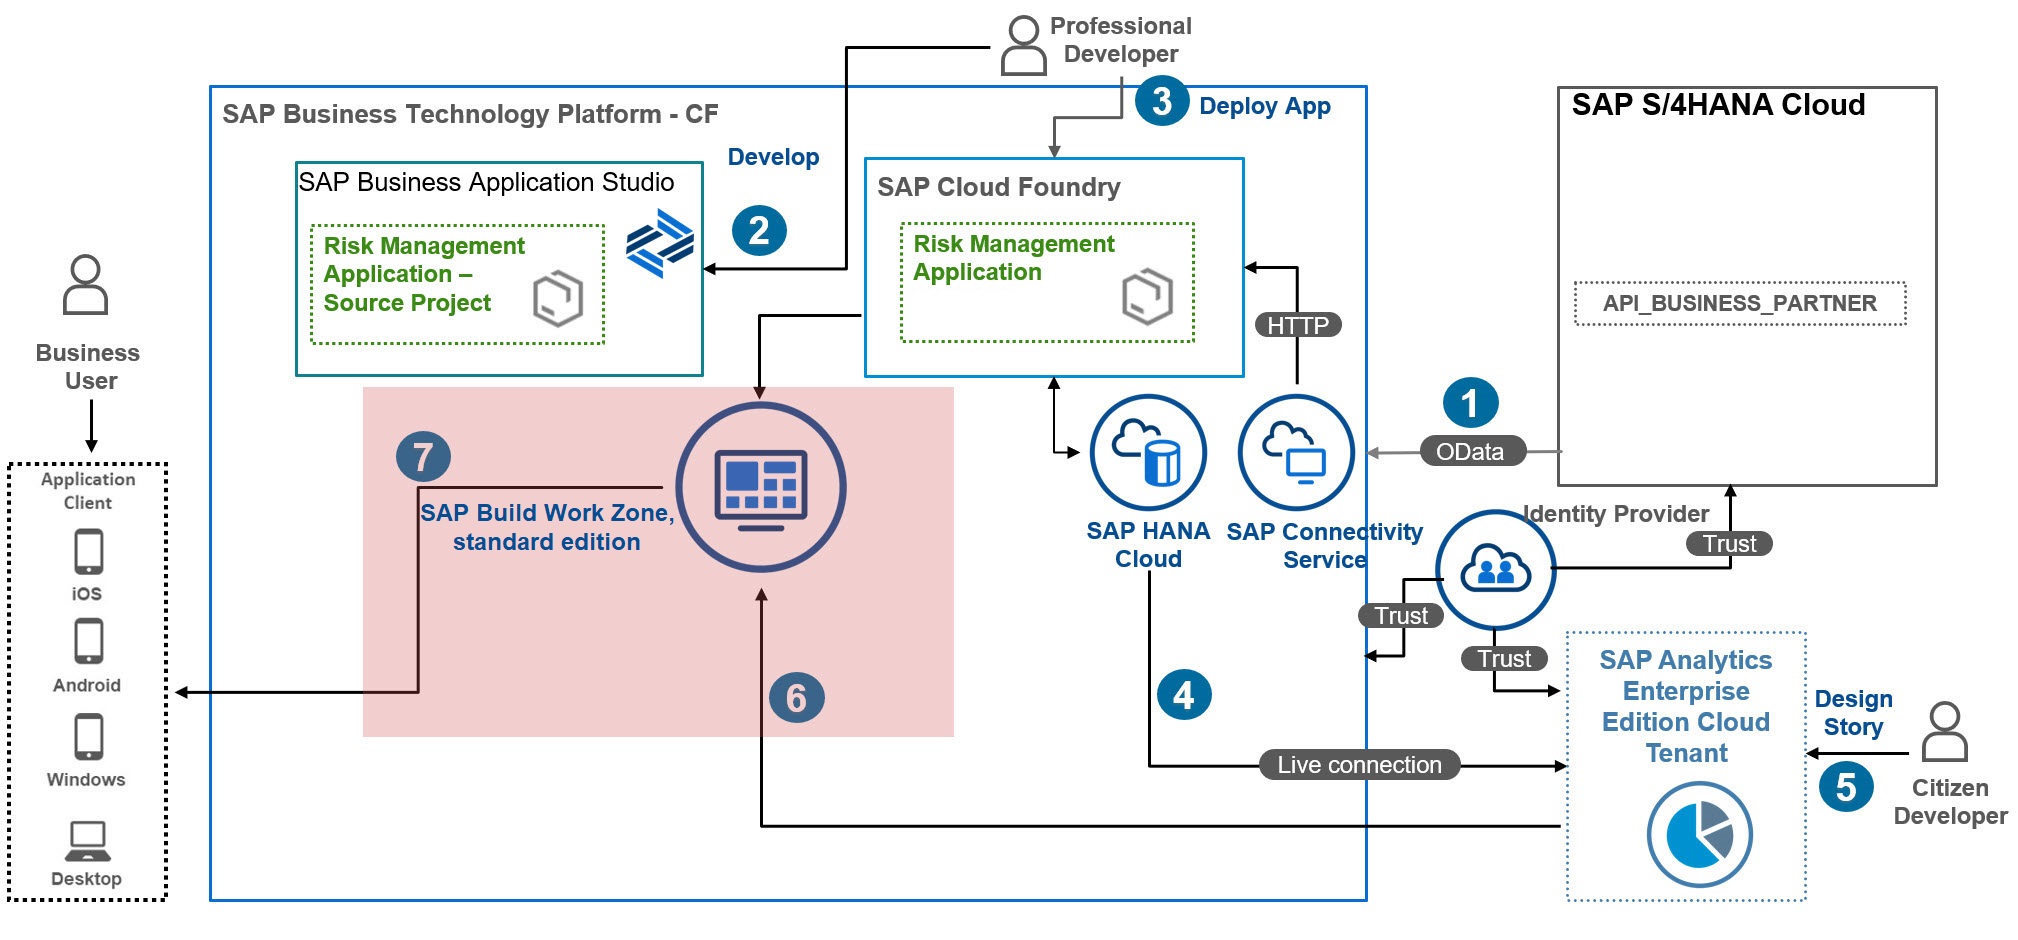 Professional
Developer
3
Deploy App
SAP Business Technology Platform - CF
SAP S/4HANA Cloud
Develop
SAP Business Application Studio
2
Risk Management
Application –
Source Project
SAP Cloud Foundry
Risk Management
Application
HTTP
API_BUSINESS_PARTNER
Business
User
Application
Client
iOS
Android
Windows
Desktop
7
SAP Build Work Zone,
standard edition
6
SAP HANA
Cloud
SAP Connectivity
Service
1
OData
Identity Provider
Trust
Trust
Trust
4
Live connection
SAP Analytics
Enterprise
Edition Cloud
Tenant
Design
Story
5
Citizen
Developer